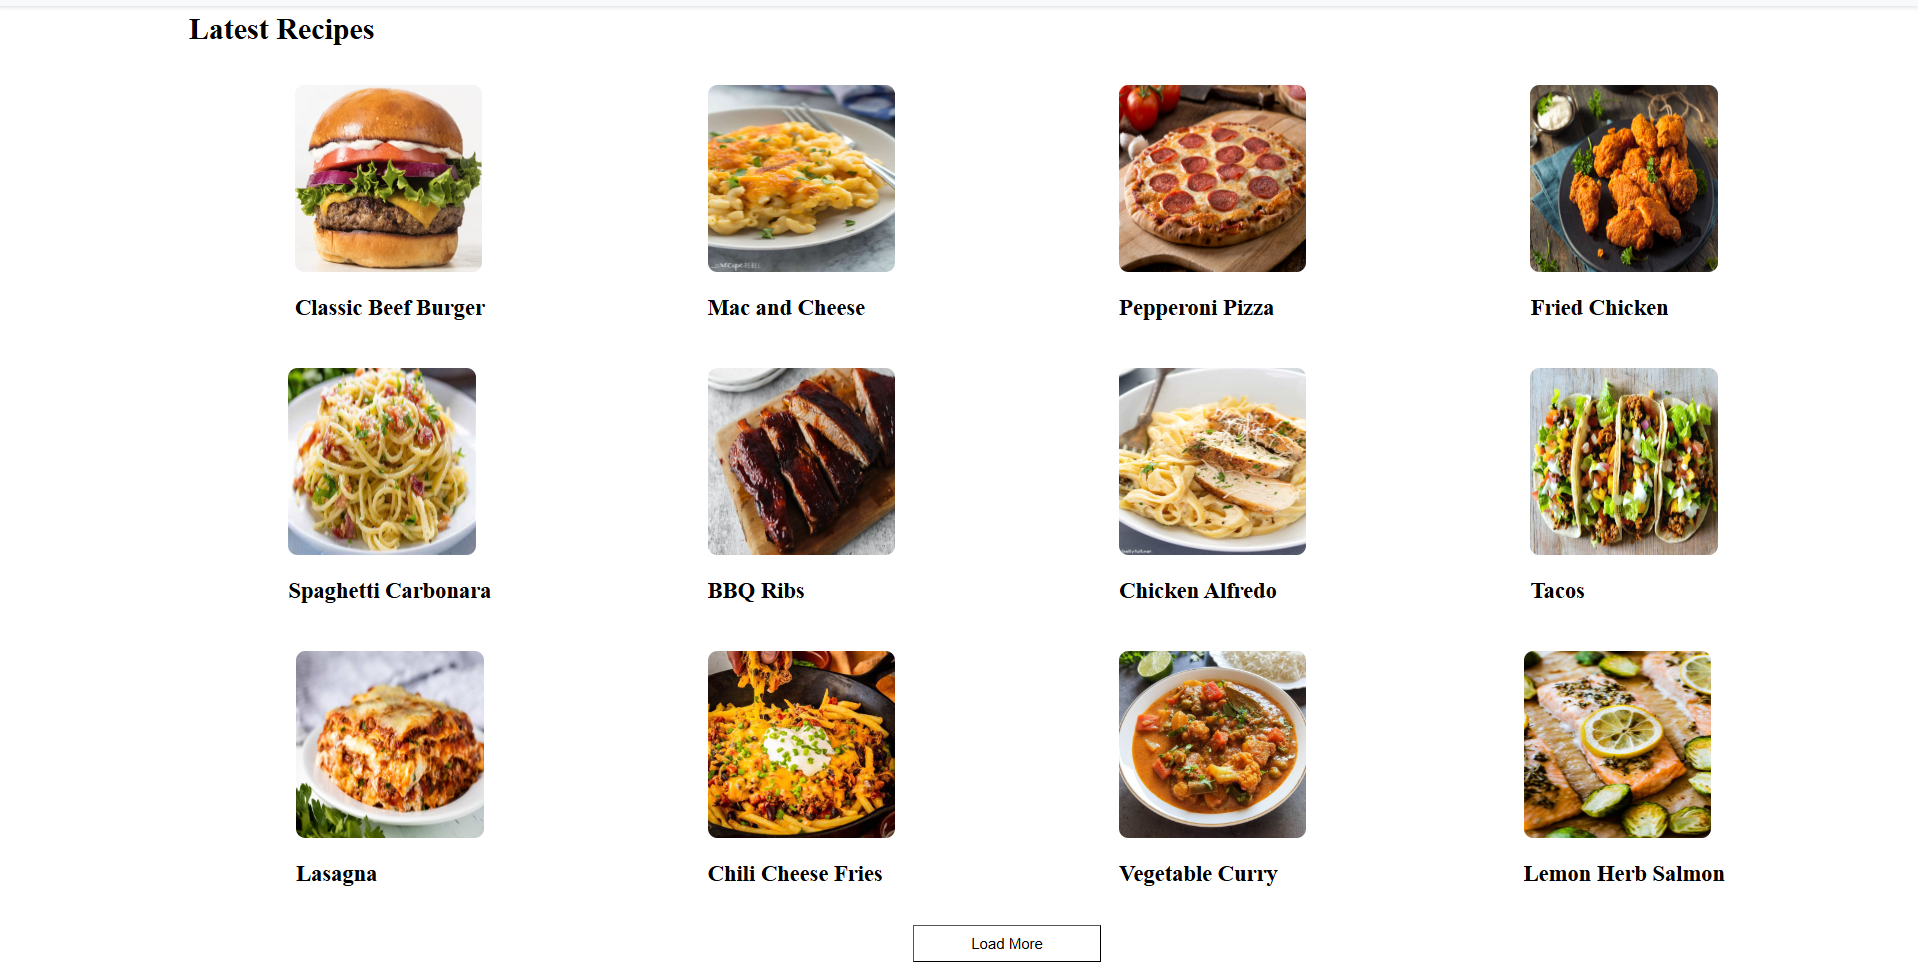 Latest Recipes
Classic Beef Burger
Mac and Cheese
Pepperoni Pizza
Fried Chicken
Spaghetti Carbonara
BBQ Ribs
Chicken Alfredo
Tacos
Lasagna
Chili Cheese Fries
Vegetable Curry
Lemon Herb Salmon
Load More